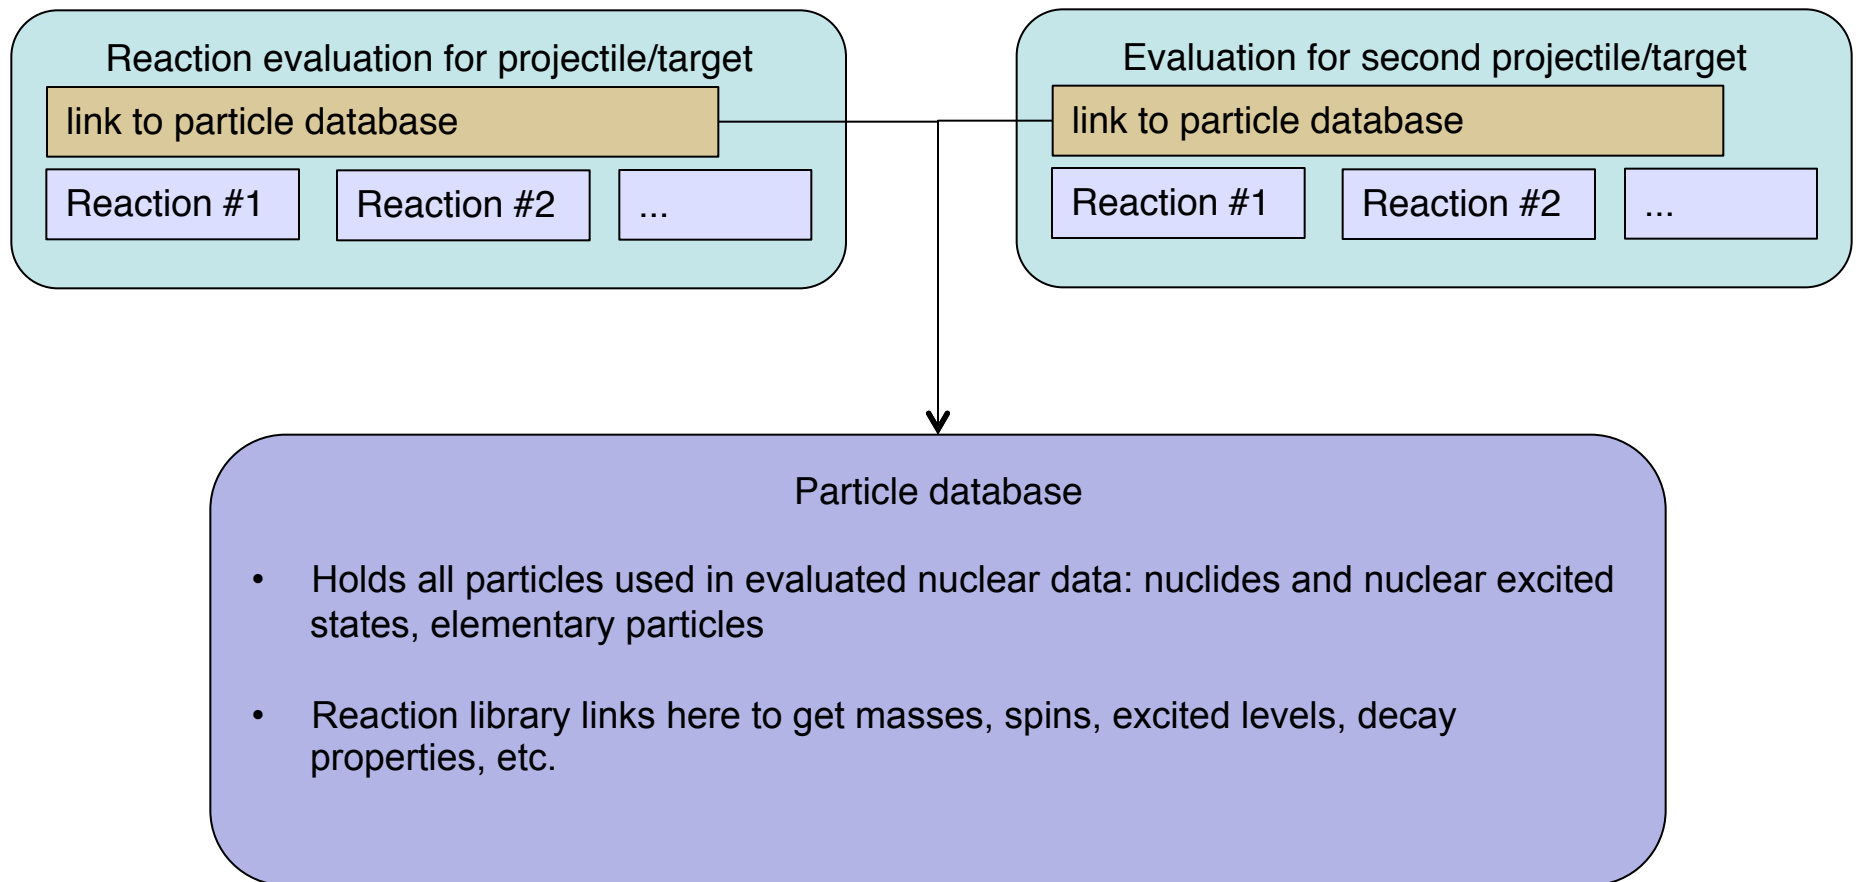 Reaction evaluation for projectile/target
link to particle database
Reaction #1
Reaction #2
...
Evaluation for second projectile/target
link to particle database
Reaction #1
Reaction #2
...
Particle database
• Holds all particles used in evaluated nuclear data: nuclides and nuclear excited
states, elementary particles
• Reaction library links here to get masses, spins, excited levels, decay
properties, etc.